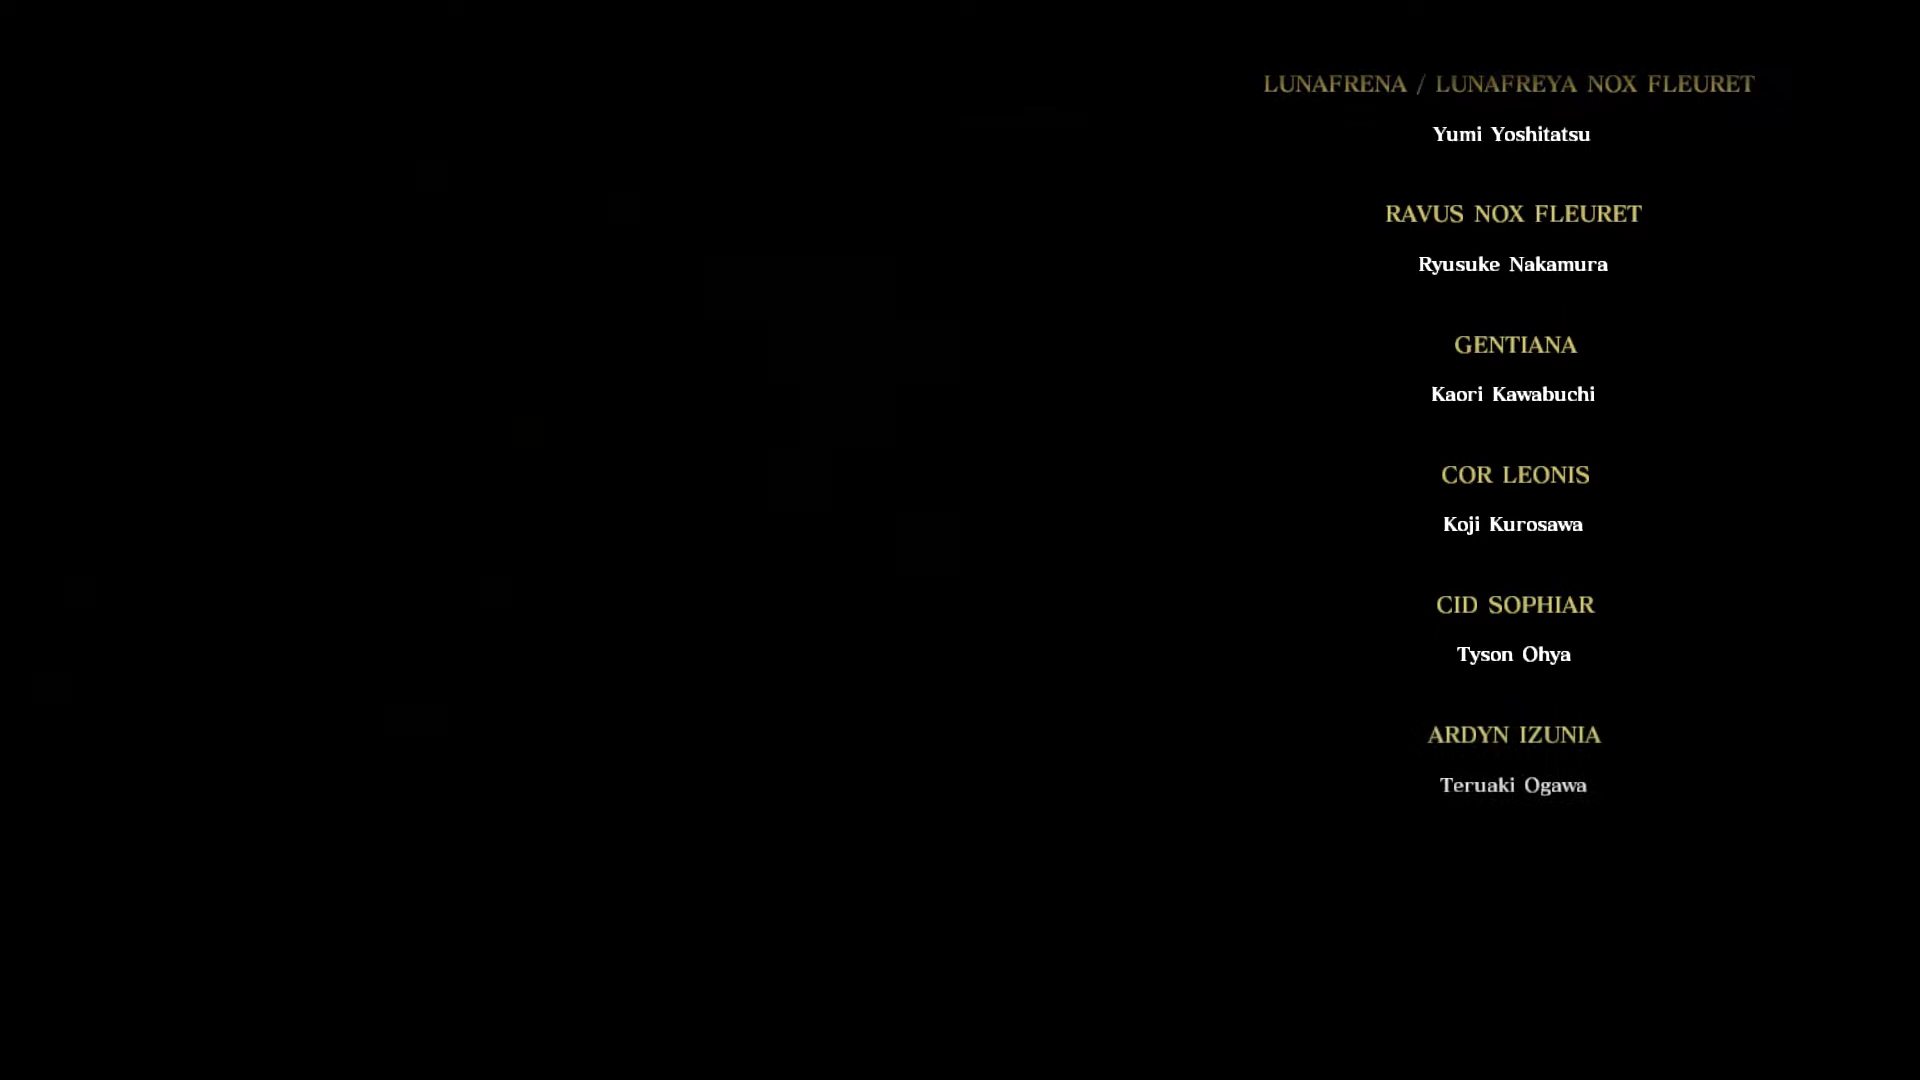 LUNAFRENA / LUNAFREYA NOX FLEURET
Yumi Yoshitatsu
RAVUS NOX FLEURET
Ryusuke Nakamura
GENTIANA
Kaori Kawabuchi
COR LEONIS
Koji Kurosawa
CID SOPHIAR
Tyson Ohya
ARDYN IZUNIA
Teruaki Ogawa